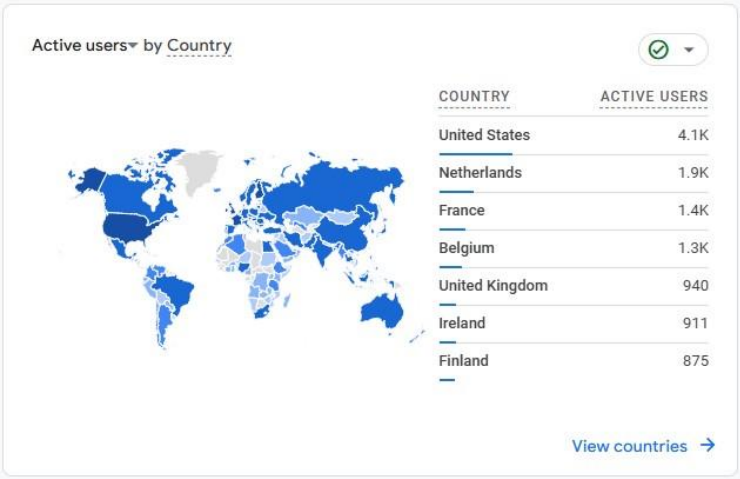 Active users by Country
COUNTRY ACTIVE USERS
United States 4.1K
Netherlands 1.9K
France 1.4K
Belgium 1.3K
United Kingdom 940
Ireland 911
Finland 875
View countries